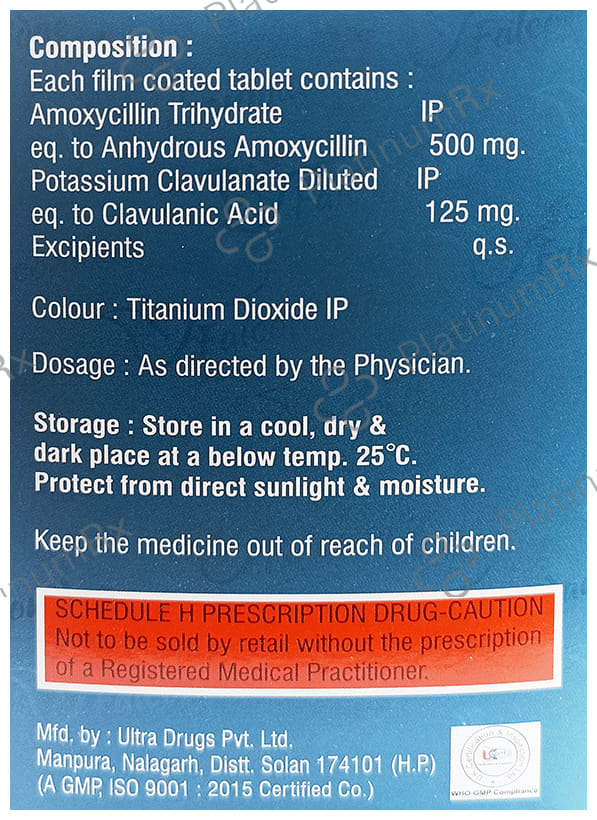 Composition :
Each film coated tablet contains :
Amoxycillin Trihydrate IP
eq. to Anhydrous Amoxycillin 500 mg.
Potassium Clavulanate Diluted IP
eq. to Clavulanic Acid 125 mg.
Excipients q.s.
Colour : Titanium Dioxide IP
Dosage : As directed by the Physician.
Storage : Store in a cool, dry &
dark place at a below temp. 25°C.
Protect from direct sunlight & moisture.
Keep the medicine out of reach of children.
SCHEDULE H PRESCRIPTION DRUG-CAUTION
Not to be sold by retail without the prescription
of a Registered Medical Practitioner.
Mfd. by : Ultra Drugs Pvt. Ltd.
Manpura, Nalagarh, Distt. Solan 174101 (H.P.)
(A GMP, ISO 9001 : 2015 Certified Co.)
WHO-GMP Compliance
PlatinumRx
PlatinumRx
PlatinumRx
PlatinumRx
PlatinumRx